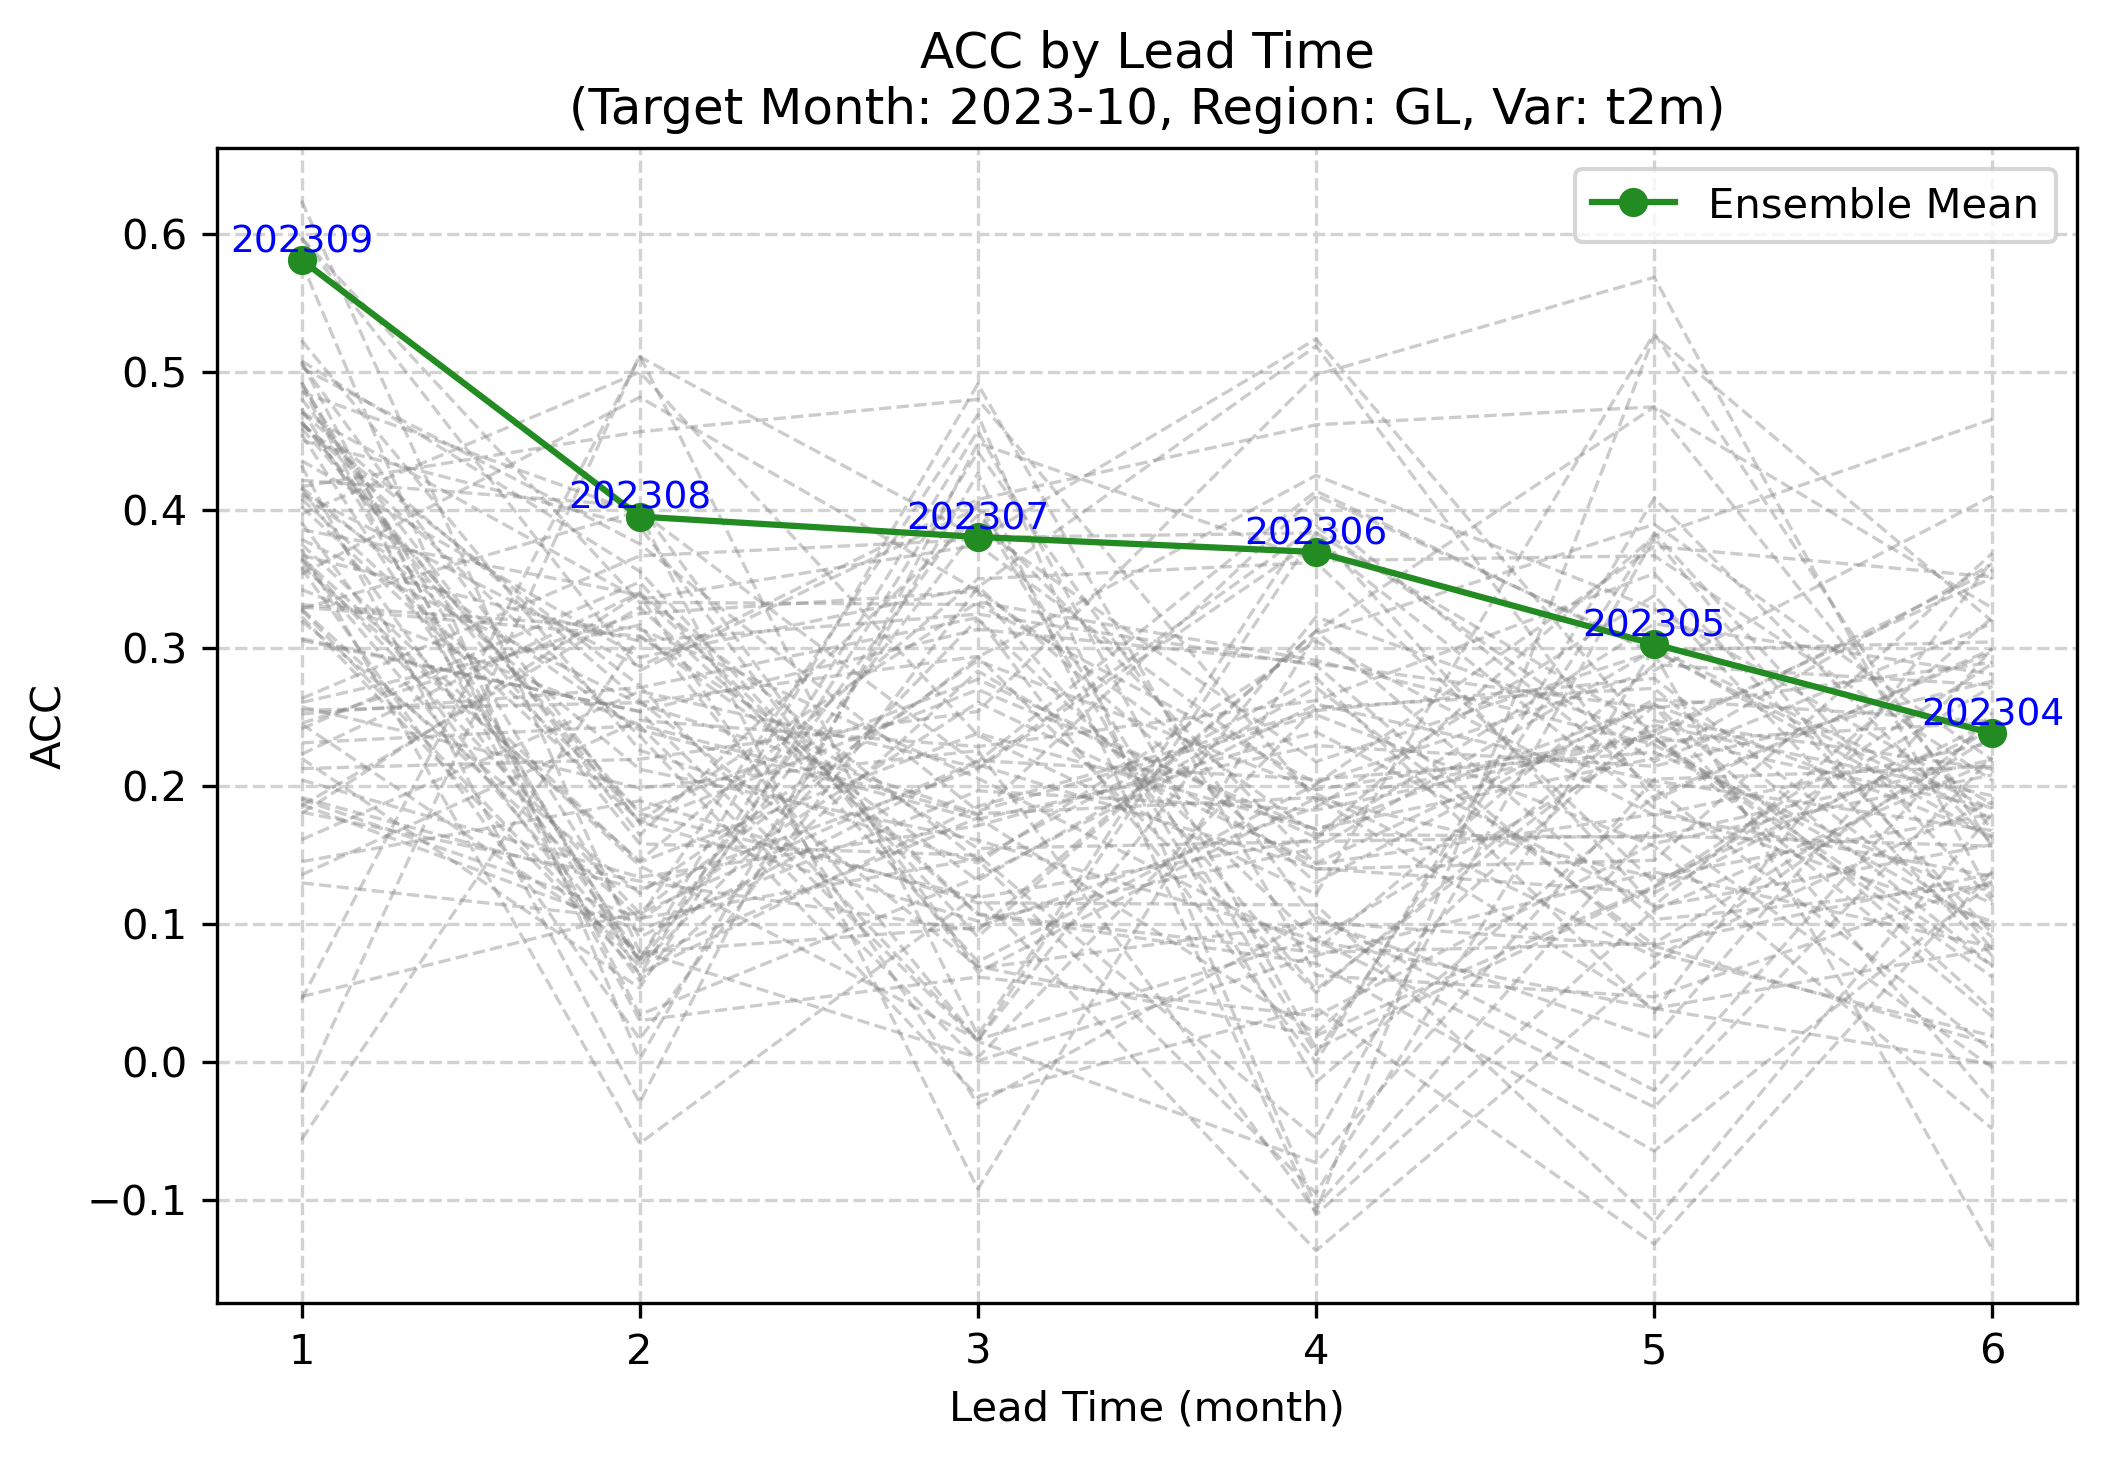 ACC by Lead Time
(Target Month: 2023-10, Region: GL, Var: t2m)
Ensemble Mean
202309
202308
202307
202306
202305
202304
ACC
0.6
0.5
0.4
0.3
0.2
0.1
0.0
−0.1
1 2 3 4 5 6
Lead Time (month)